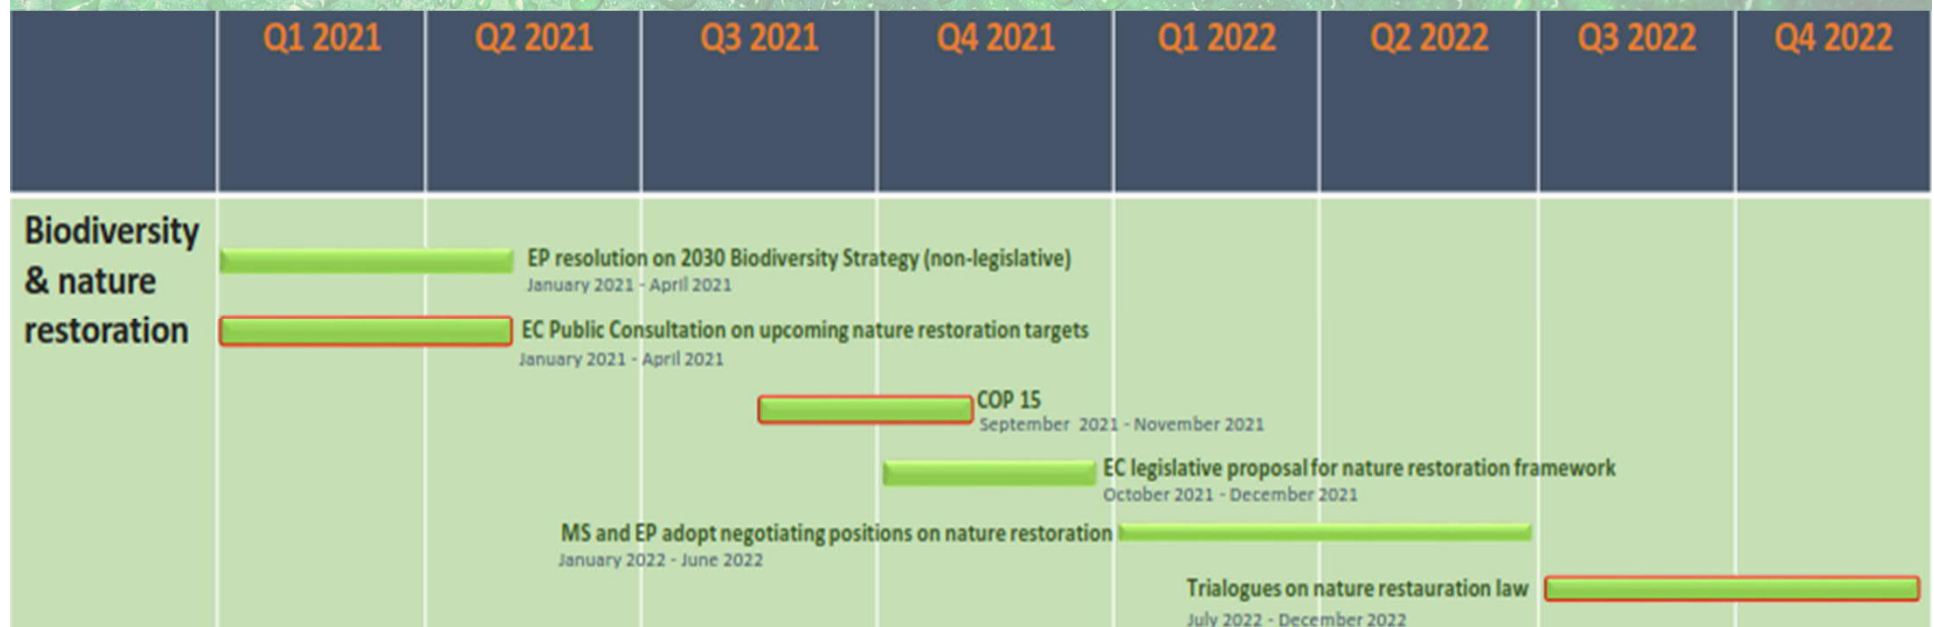 Q1 2021
Q2 2021
Q3 2021
Q4 2021
Q1 2022
Q2 2022
Q3 2022
Q4 2022
Biodiversity
& nature
restoration
EP resolution on 2030 Biodiversity Strategy (non-legislative)
January 2021 - April 2021
EC Public Consultation on upcoming nature restoration targets
January 2021 - April 2021
COP 15
September 2021 - November 2021
EC legislative proposal for nature restoration framework
October 2021 - December 2021
MS and EP adopt negotiating positions on nature restoration
January 2022 - June 2022
Trialogues on nature restauration law
July 2022 - December 2022